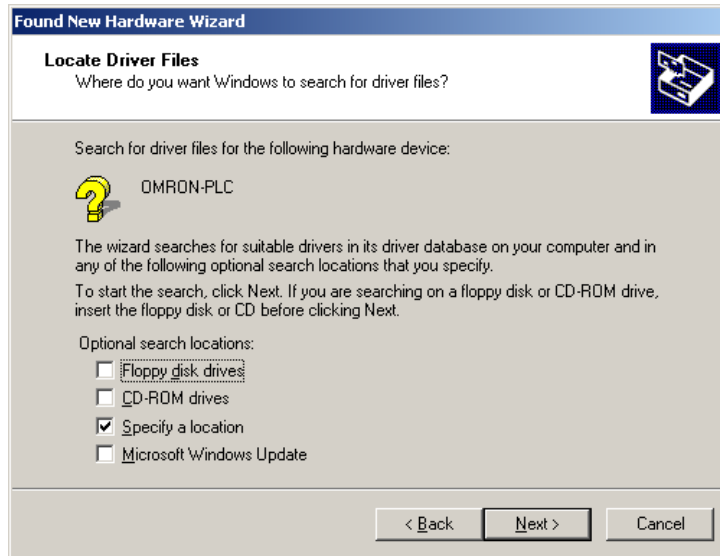 Found New Hardware Wizard
Locate Driver Files
Where do you want Windows to search for driver files?
Search for driver files for the following hardware device:
OMRON-PLC
The wizard searches for suitable drivers in its driver database on your computer and in
any of the following optional search locations that you specify.
To start the search, click Next. If you are searching on a floppy disk or CD-ROM drive,
insert the floppy disk or CD before clicking Next.
Optional search locations:
Floppy disk drives
CD-ROM drives
Specify a location
Microsoft Windows Update
< Back Next > Cancel